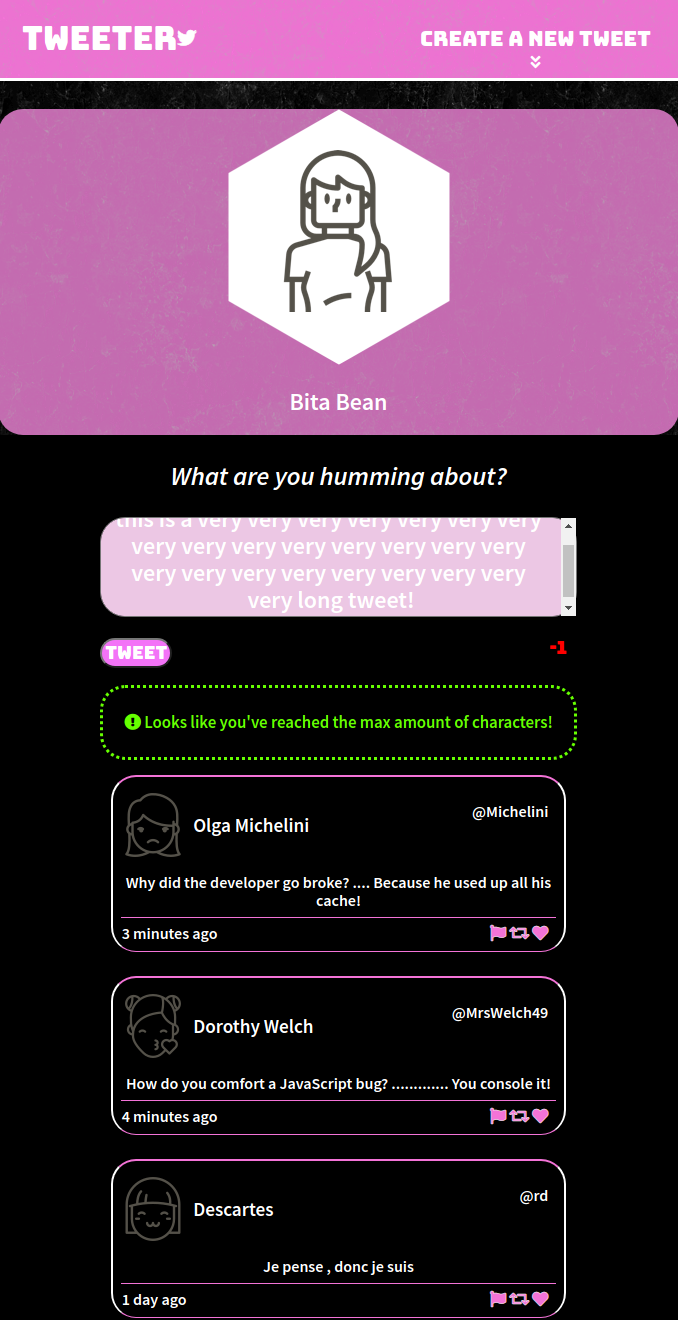 TWEETER
CREATE A NEW TWEET
Bita Bean
What are you humming about?
this is a very very very very very very very
very very very very very very very very
very very very very very very very very
very long tweet!
TWEET
-1
Looks like you've reached the max amount of characters!
Olga Michelini
@Michelini
Why did the developer go broke? .... Because he used up all his
cache!
3 minutes ago
Dorothy Welch
@MrsWelch49
How do you comfort a JavaScript bug? ............. You console it!
4 minutes ago
Descartes
@rd
Je pense , donc je suis
1 day ago